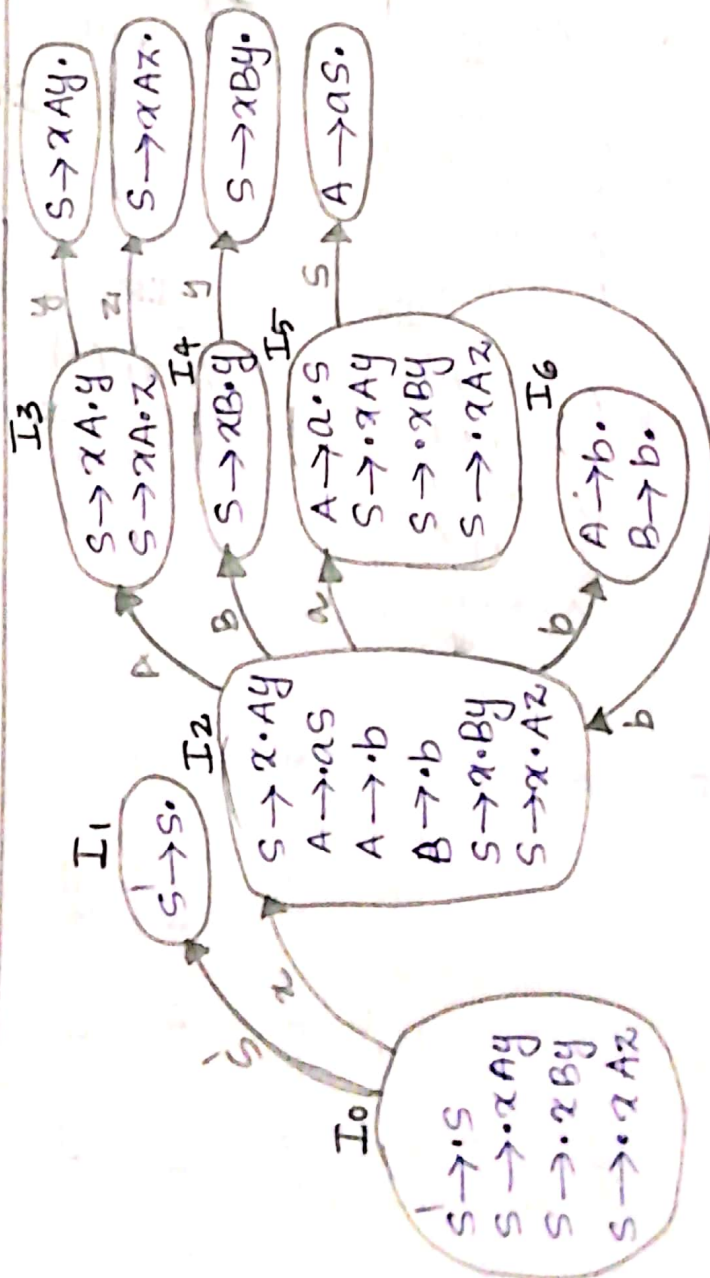 I0
S' → .S
S → .xAy
S → .xBy
S → .xAz
S'
x
I1
S' → S.
I2
S → x.Ay
A → .aS
A → .b
B → .b
S → x.By
S → x.Az
A
B
a
b
b
I3
S → xA.y
S → xA.z
I4
S → xB.y
I5
A → a.S
S → .xAy
S → .xBy
S → .xAz
I6
A → b.
B → b.
y
z
y
S
S → xAy.
S → xAz.
S → xBy.
A → aS.